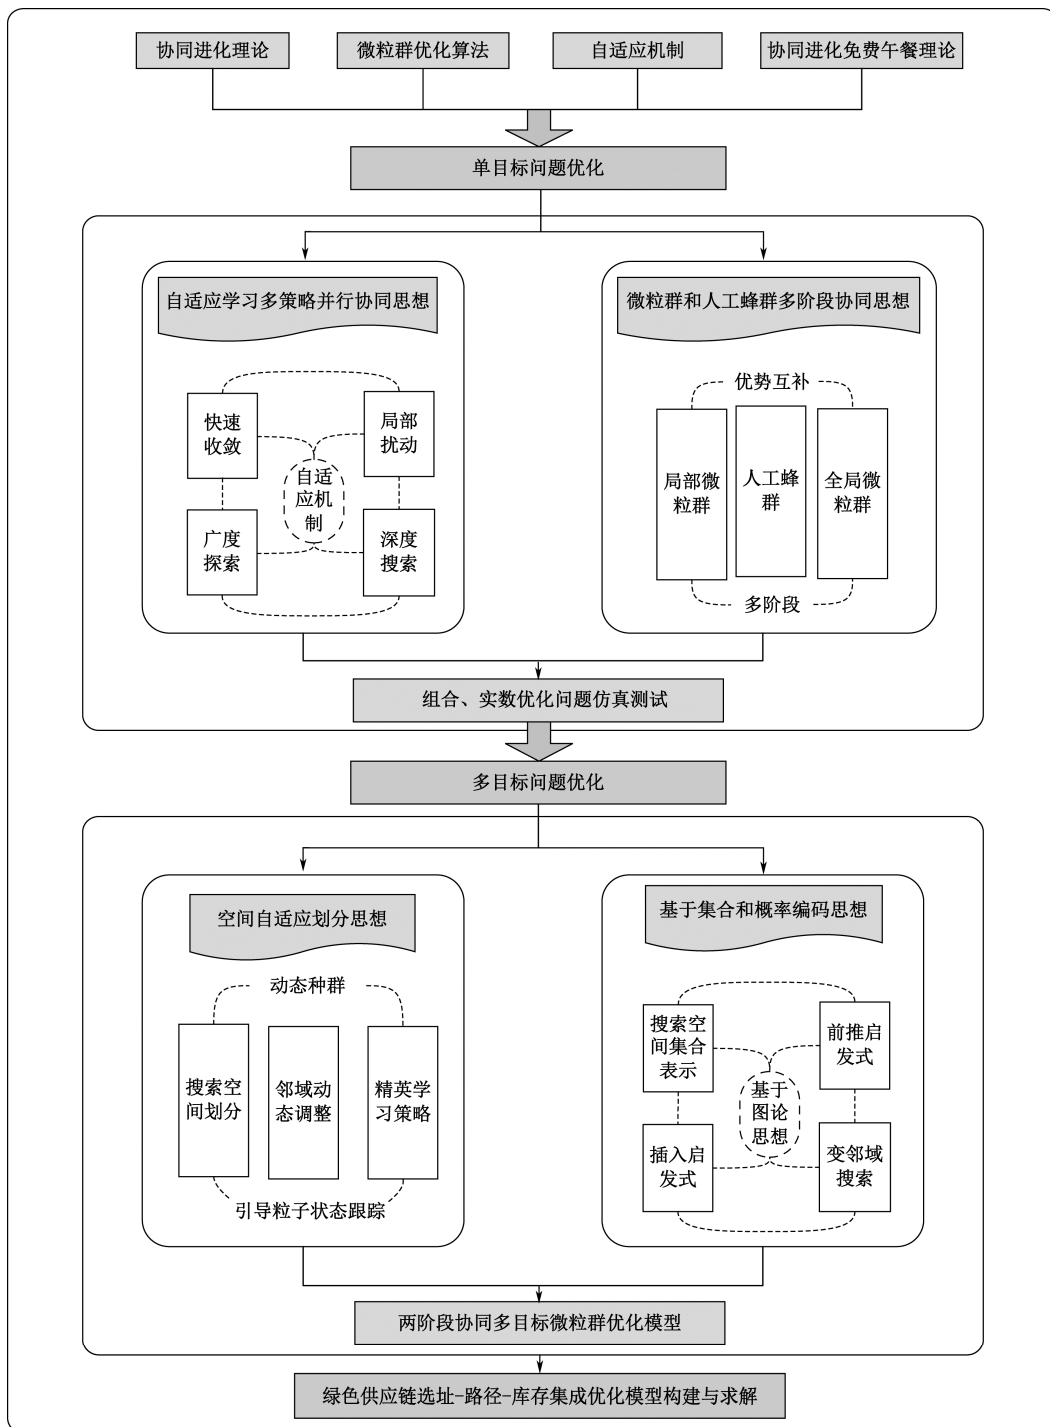 协同进化理论
微粒群优化算法
自适应机制
协同进化免费午餐理论
单目标问题优化
自适应学习多策略并行协同思想
快速
收敛
局部
扰动
自适
应机
制
广度
探索
深度
搜索
微粒群和人工蜂群多阶段协同思想
优势互补
局部微
粒群
人工蜂
群
全局微
粒群
多阶段
组合、实数优化问题仿真测试
多目标问题优化
空间自适应划分思想
动态种群
搜索空
间划分
邻域动
态调整
精英学
习策略
引导粒子状态跟踪
基于集合和概率编码思想
搜索空
间集合
表示
前推启
发式
基于
图论
思想
插入启
发式
变邻域
搜索
两阶段协同多目标微粒群优化模型
绿色供应链选址-路径-库存集成优化模型构建与求解